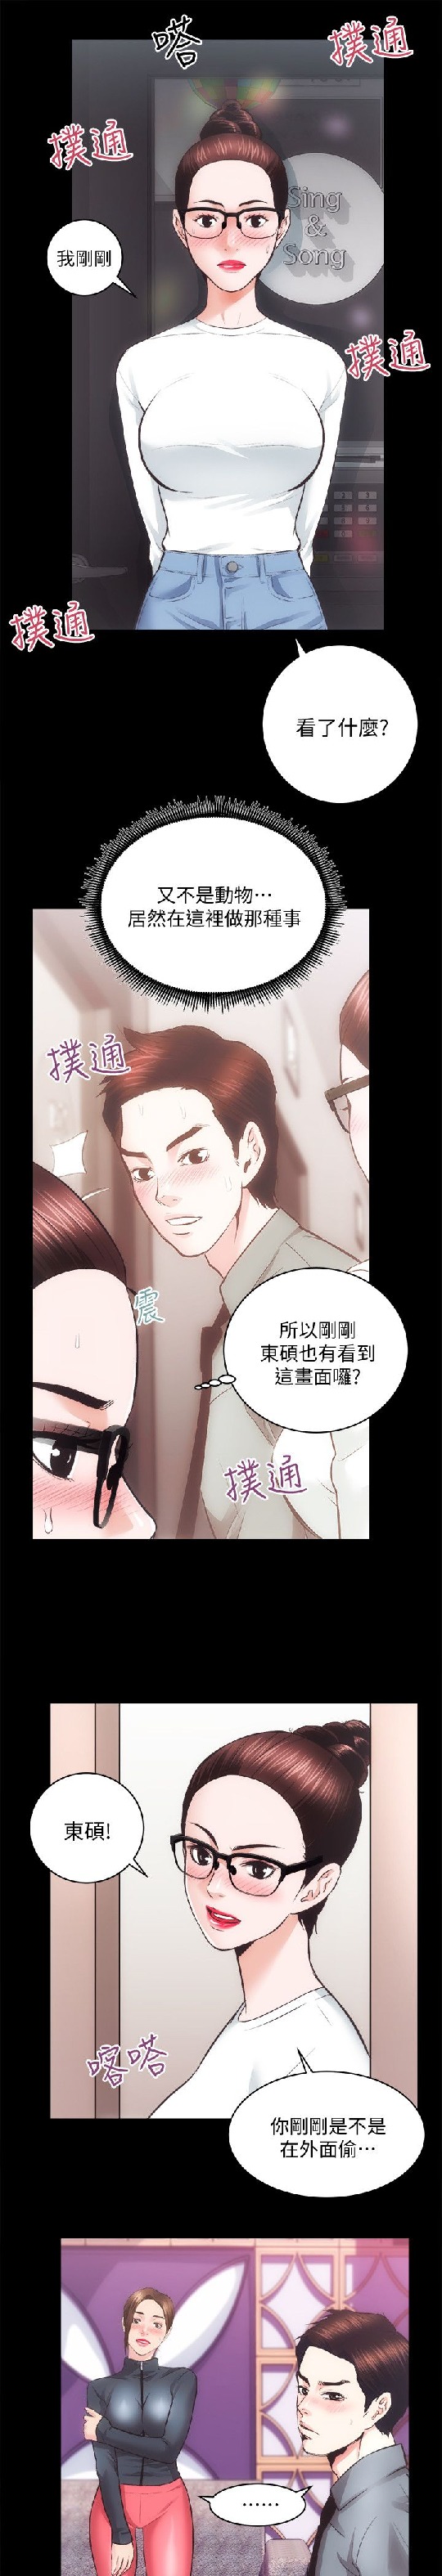 嗒
撲通
撲通
Sing
&
Song
我剛剛
撲通
撲通
看了什麼?
又不是動物…
居然在這裡做那種事
撲通
震
所以剛剛
東碩也有看到
這畫面囉?
撲通
東碩!
喀嗒
你剛剛是不是
在外面偷…
……